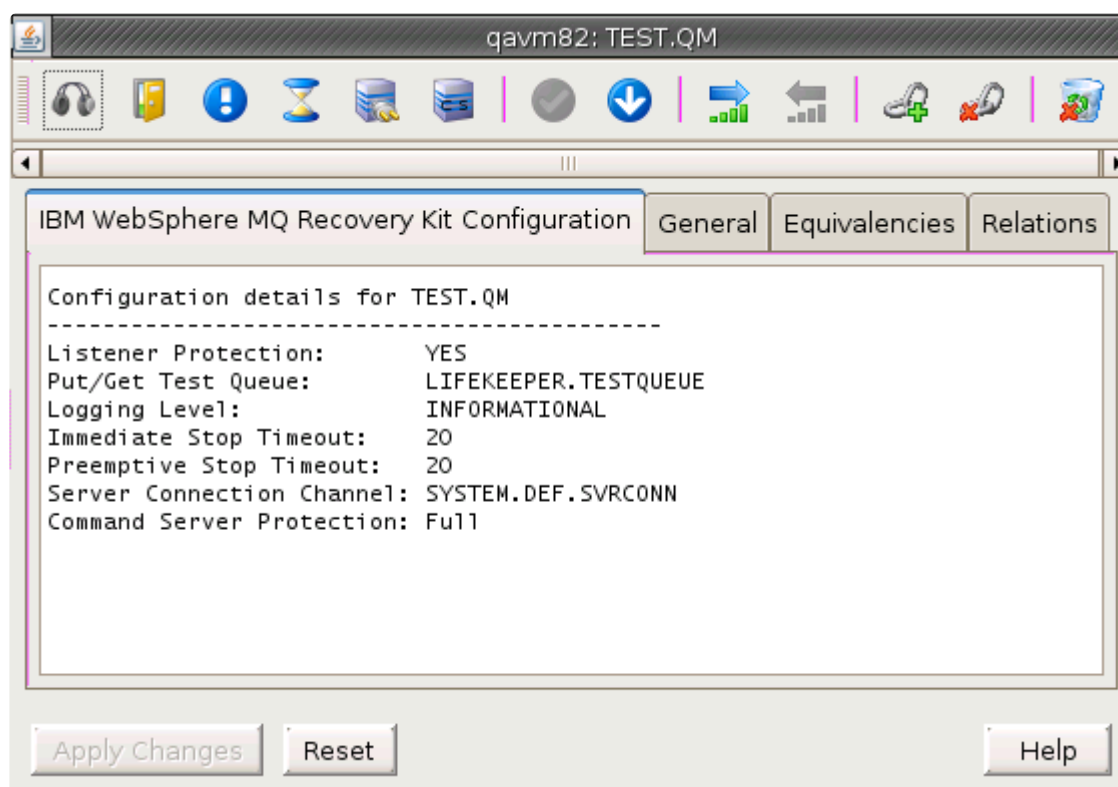 qavm82: TEST.QM
CS
IBM WebSphere MQ Recovery Kit Configuration General Equivalencies Relations
Configuration details for TEST.QM
--------------------------------------------
Listener Protection: YES
Put/Get Test Queue: LIFEKEEPER.TESTQUEUE
Logging Level: INFORMATIONAL
Immediate Stop Timeout: 20
Preemptive Stop Timeout: 20
Server Connection Channel: SYSTEM.DEF.SVRCONN
Command Server Protection: Full
Apply Changes Reset Help